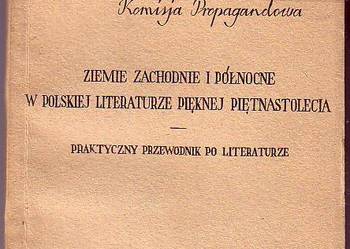 Komisja Propagandowa
ZIEMIE ZACHODNIE I PÓŁNOCNE
W POLSKIEJ LITERATURZE PIĘKNEJ PIĘTNASTOLECIA
PRAKTYCZNY PRZEWODNIK PO LITERATURZE